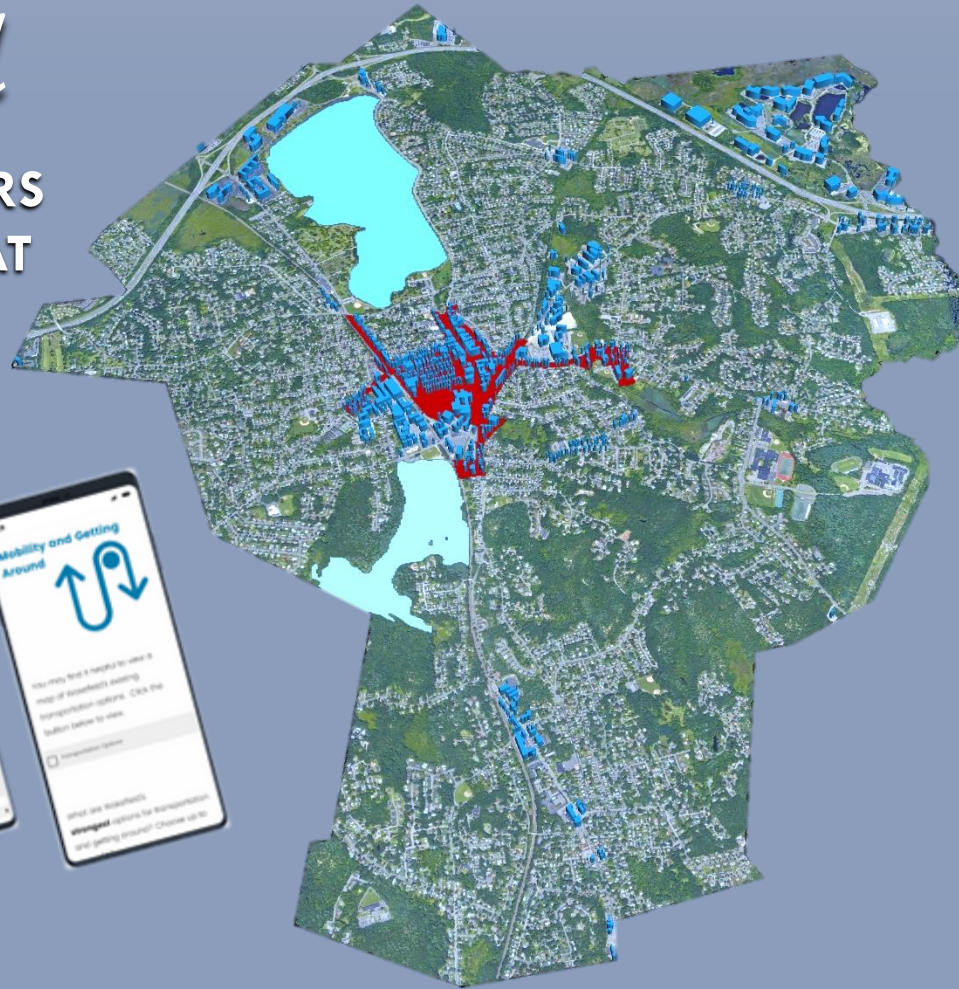 RS
AT
Mobility and Getting
Around
You may find it helpful to view a
map of Wakefield's existing
transportation options. Click the
button below to view.
Transportation Options
What are Wakefield's
strongest options for transportation
and getting around? Choose up to